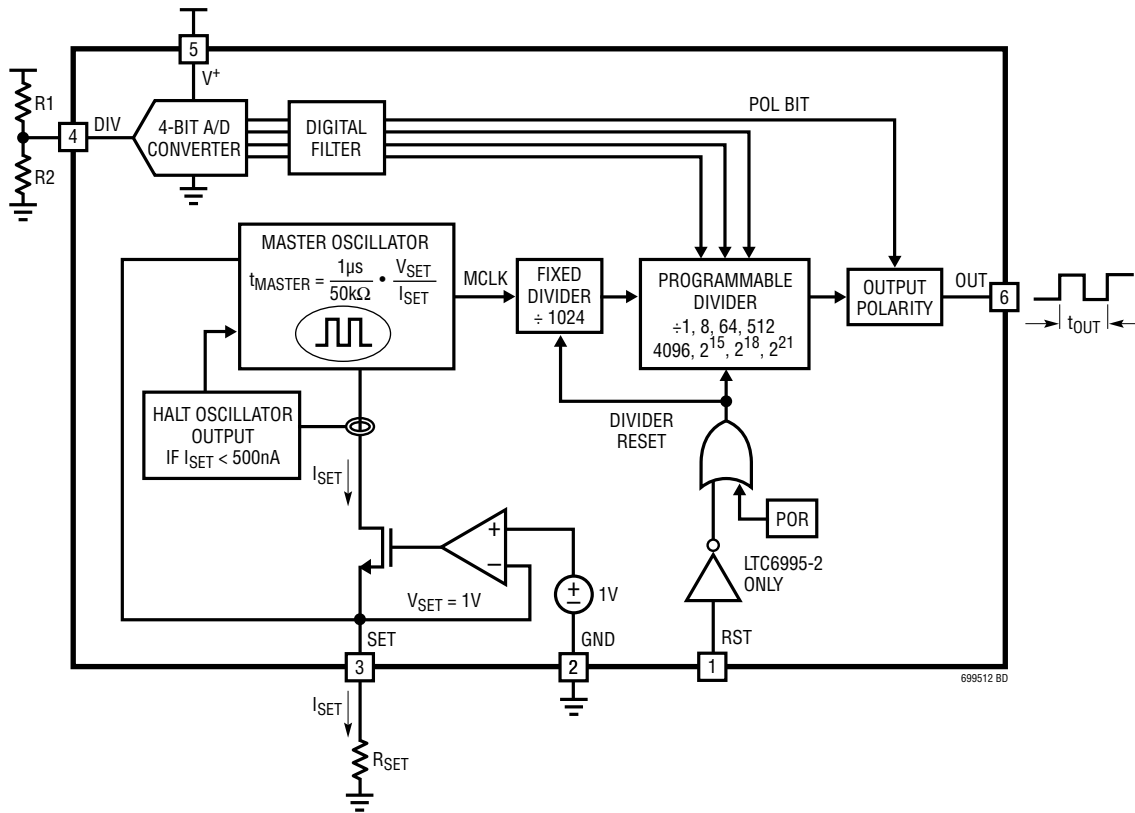 5
V+
R1
4
DIV
R2
4-BIT A/D
CONVERTER
DIGITAL
FILTER
POL BIT
MASTER OSCILLATOR
tMASTER = 1µs/50kΩ • VSET/ISET
MCLK
FIXED
DIVIDER
÷ 1024
PROGRAMMABLE
DIVIDER
÷1, 8, 64, 512
4096, 2^15, 2^18, 2^21
OUTPUT
POLARITY
OUT
6
tOUT
HALT OSCILLATOR
OUTPUT
IF ISET < 500nA
ISET
DIVIDER
RESET
POR
LTC6995-2
ONLY
+
–
VSET = 1V
+
–
1V
SET
3
GND
2
RST
1
699512 BD
ISET
RSET